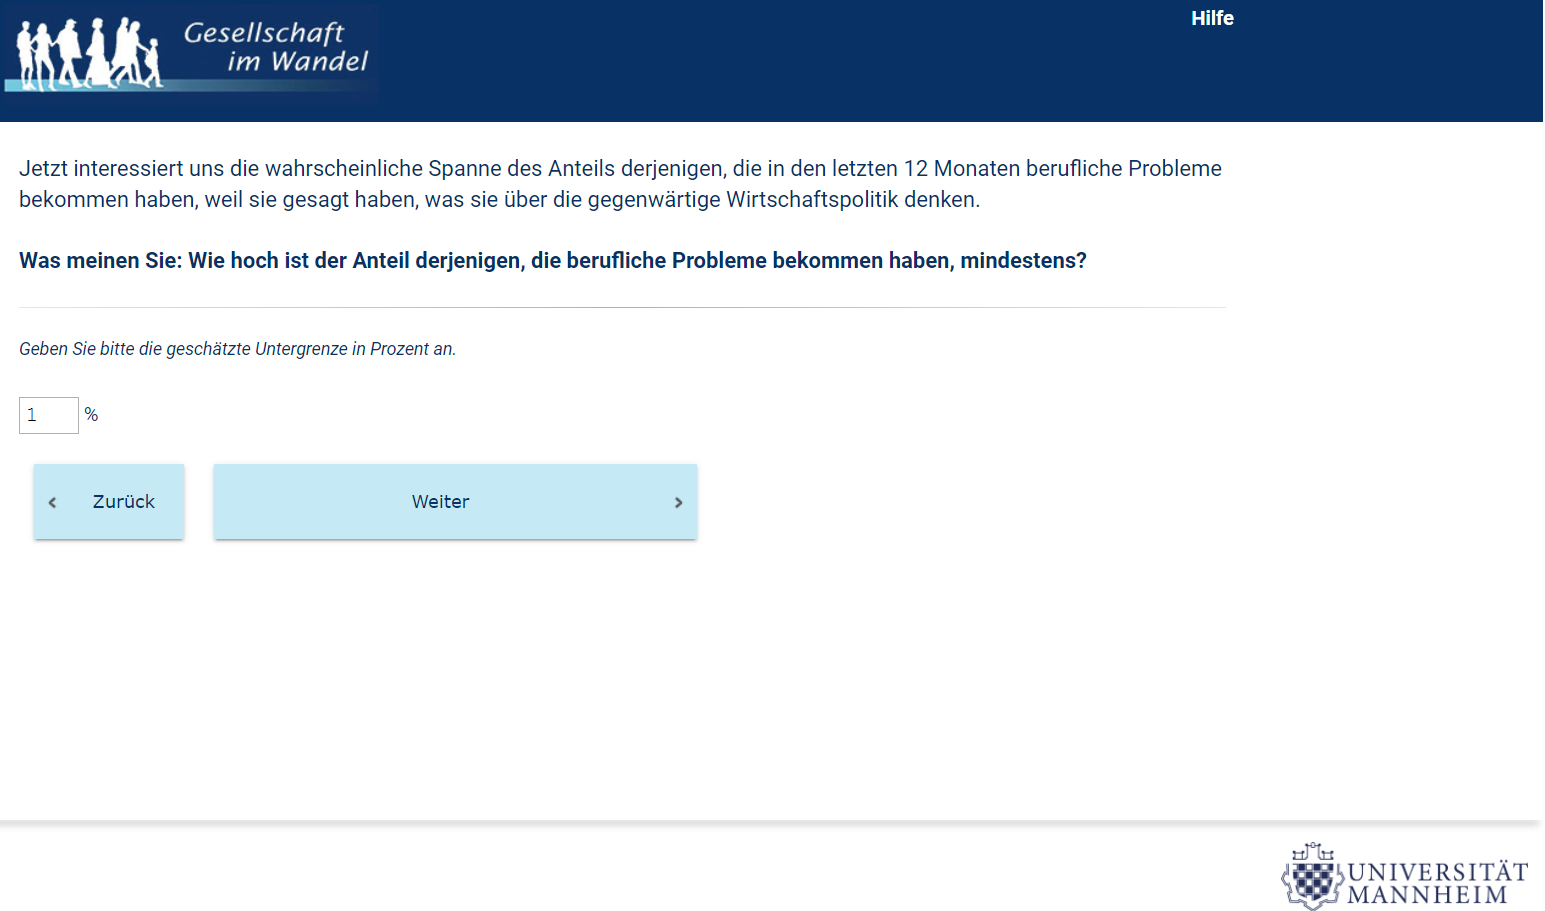 Gesellschaft
im Wandel
Hilfe
Jetzt interessiert uns die wahrscheinliche Spanne des Anteils derjenigen, die in den letzten 12 Monaten berufliche Probleme
bekommen haben, weil sie gesagt haben, was sie über die gegenwärtige Wirtschaftspolitik denken.
Was meinen Sie: Wie hoch ist der Anteil derjenigen, die berufliche Probleme bekommen haben, mindestens?
Geben Sie bitte die geschätzte Untergrenze in Prozent an.
1 %
Zurück
Weiter
UNIVERSITÄT
MANNHEIM